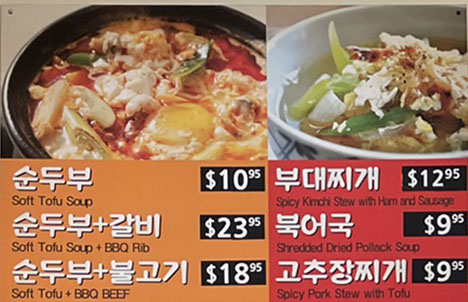 순두부 $10.95
Soft Tofu Soup
순두부+갈비 $23.95
Soft Tofu Soup + BBQ Rib
순두부+불고기 $18.95
Soft Tofu + BBQ BEEF
부대찌개 $12.95
Spicy Kimchi Stew with Ham and Sausage
북어국 $9.95
Shredded Dried Pollack Soup
고추장찌개 $9.95
Spicy Pork Stew with Tofu